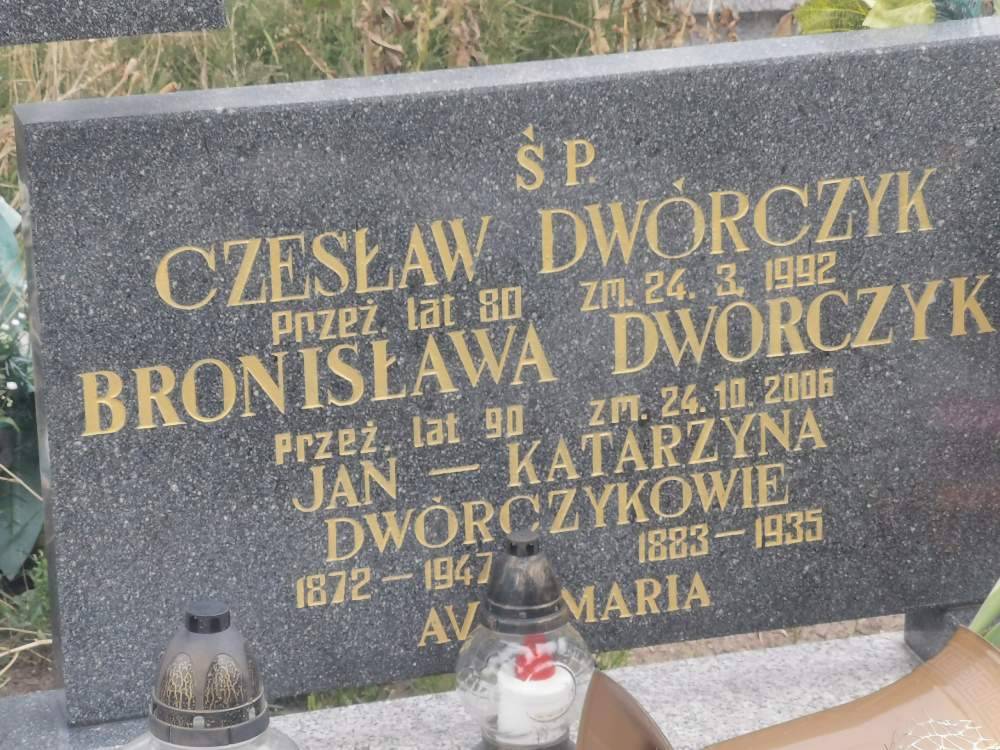 Ś.P.
CZESŁAW DWÓRCZYK
przeż. lat 80 zm. 24. 3. 1992
BRONISŁAWA DWÓRCZYK
przeż. lat 90 zm. 24. 10. 2006
JAN — KATARZYNA
DWÓRCZYKOWIE
1872 — 1947 1883 — 1935
MARIA